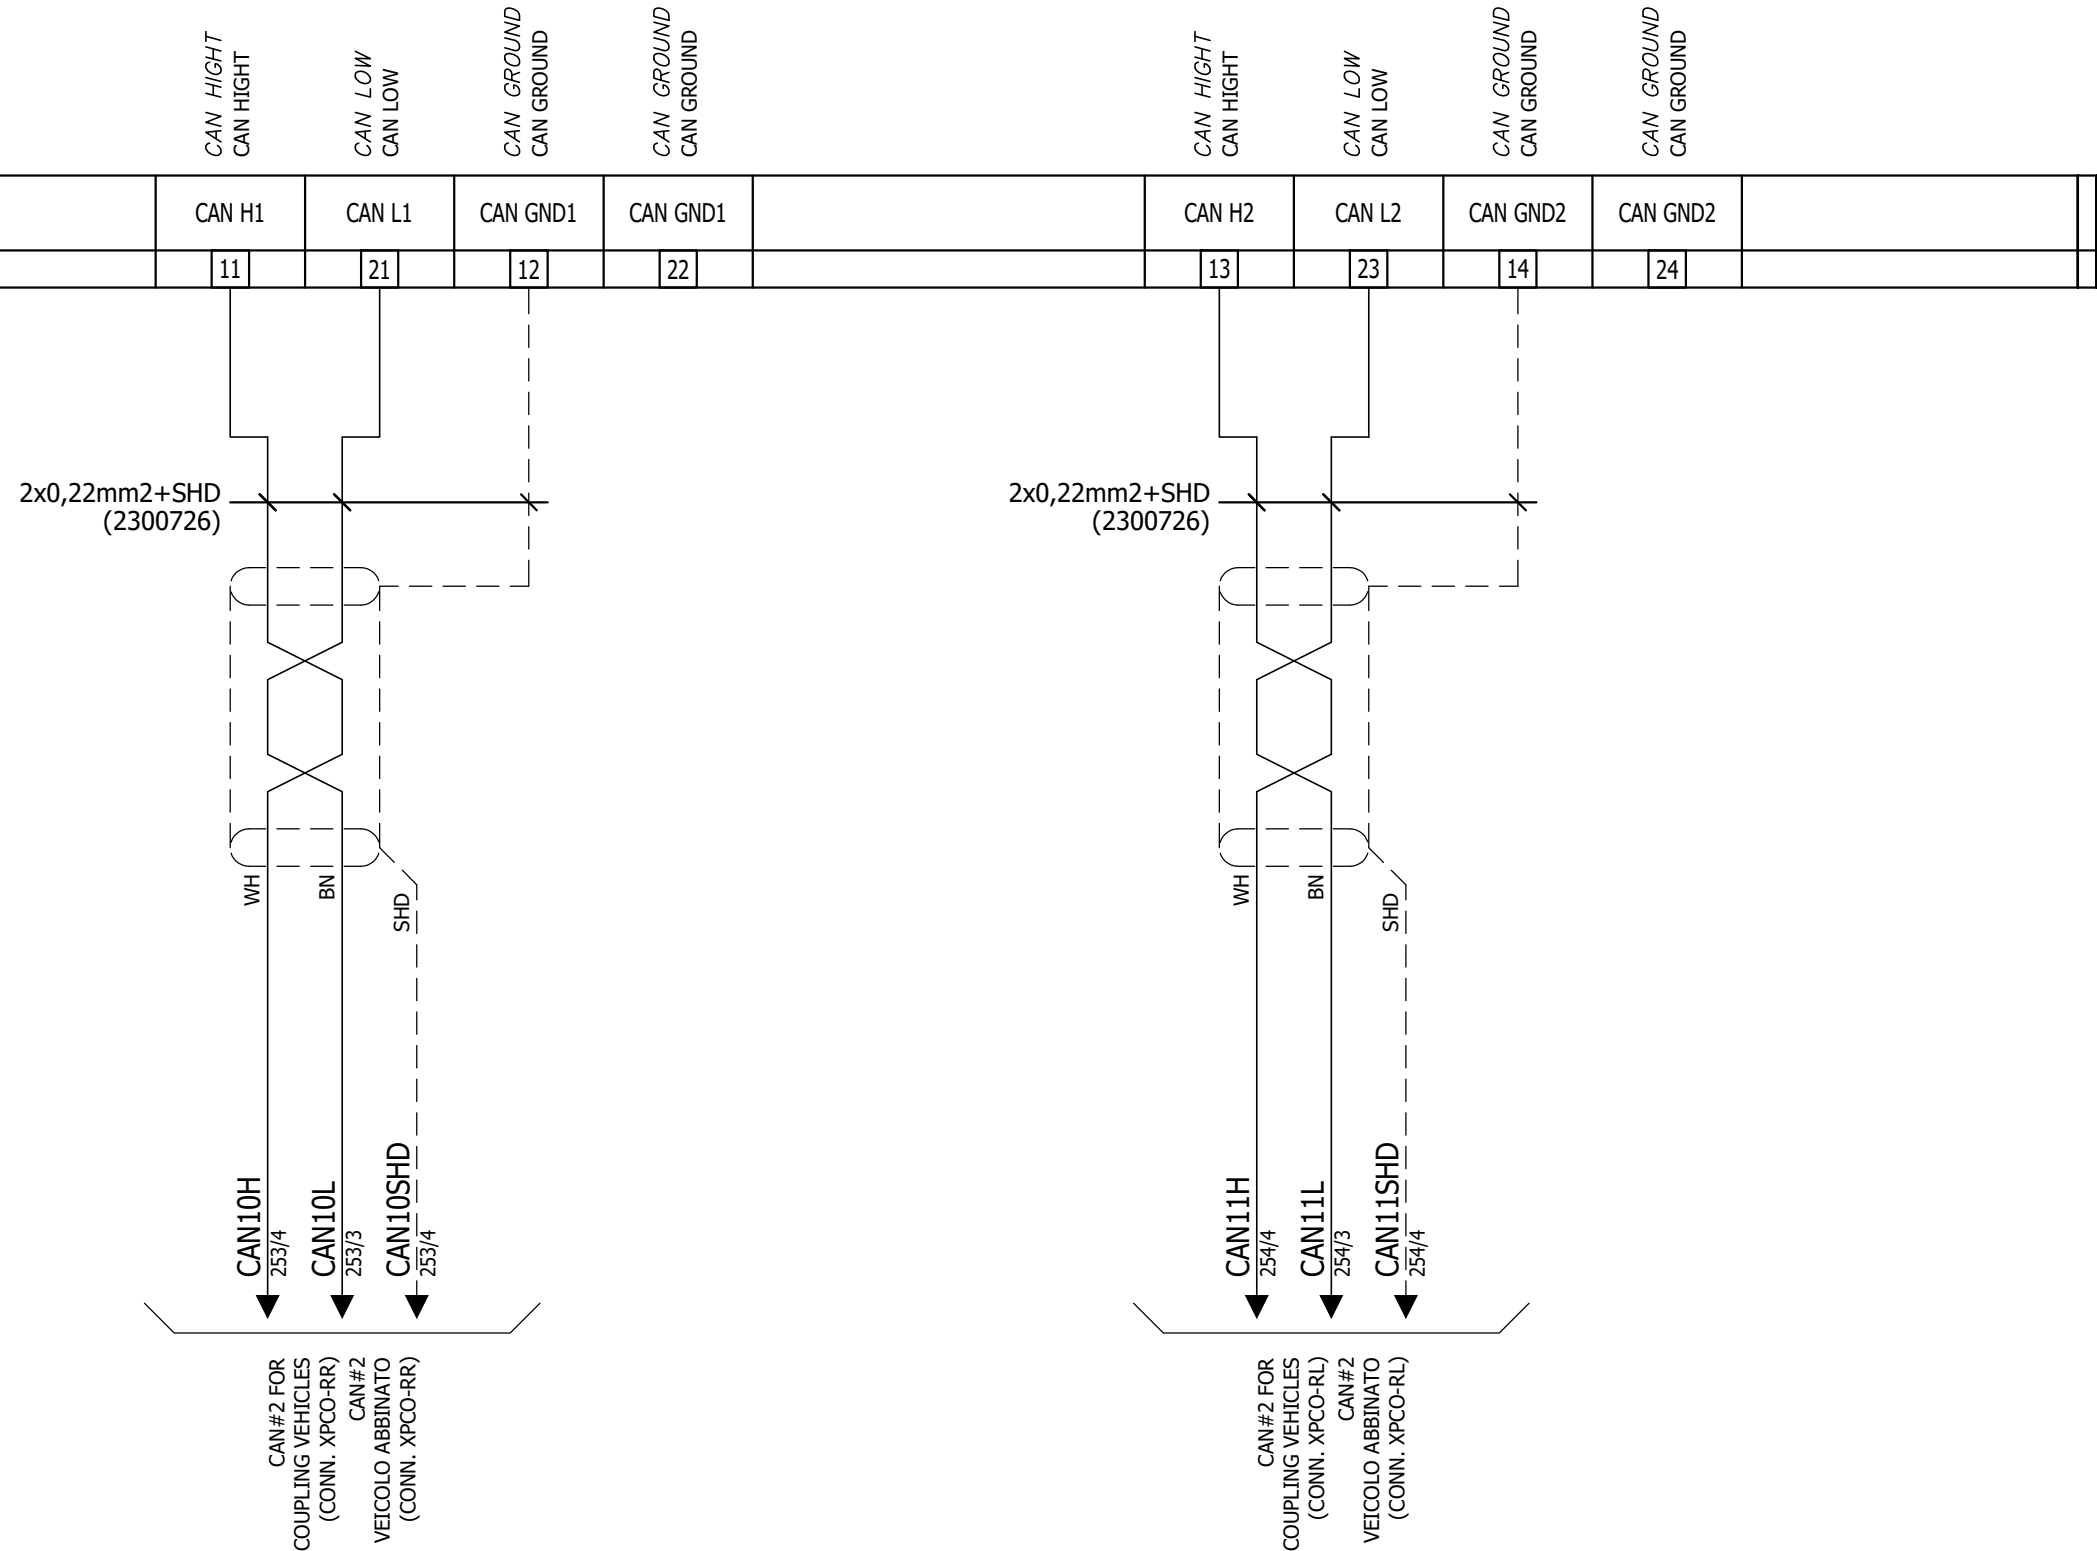 CAN HIGHT
CAN HIGHT
CAN LOW
CAN LOW
CAN GROUND
CAN GROUND
CAN GROUND
CAN GROUND
CAN HIGHT
CAN HIGHT
CAN LOW
CAN LOW
CAN GROUND
CAN GROUND
CAN GROUND
CAN GROUND
CAN H1
CAN L1
CAN GND1
CAN GND1
CAN H2
CAN L2
CAN GND2
CAN GND2
11
21
12
22
13
23
14
24
2x0,22mm2+SHD
(2300726)
2x0,22mm2+SHD
(2300726)
WH
BN
SHD
WH
BN
SHD
CAN10H
253/4
CAN10L
253/3
CAN10SHD
253/4
CAN11H
254/4
CAN11L
254/3
CAN11SHD
254/4
CAN#2 FOR
COUPLING VEHICLES
(CONN. XPCO-RR)
CAN#2
VEICOLO ABBINATO
(CONN. XPCO-RR)
CAN#2 FOR
COUPLING VEHICLES
(CONN. XPCO-RL)
CAN#2
VEICOLO ABBINATO
(CONN. XPCO-RL)